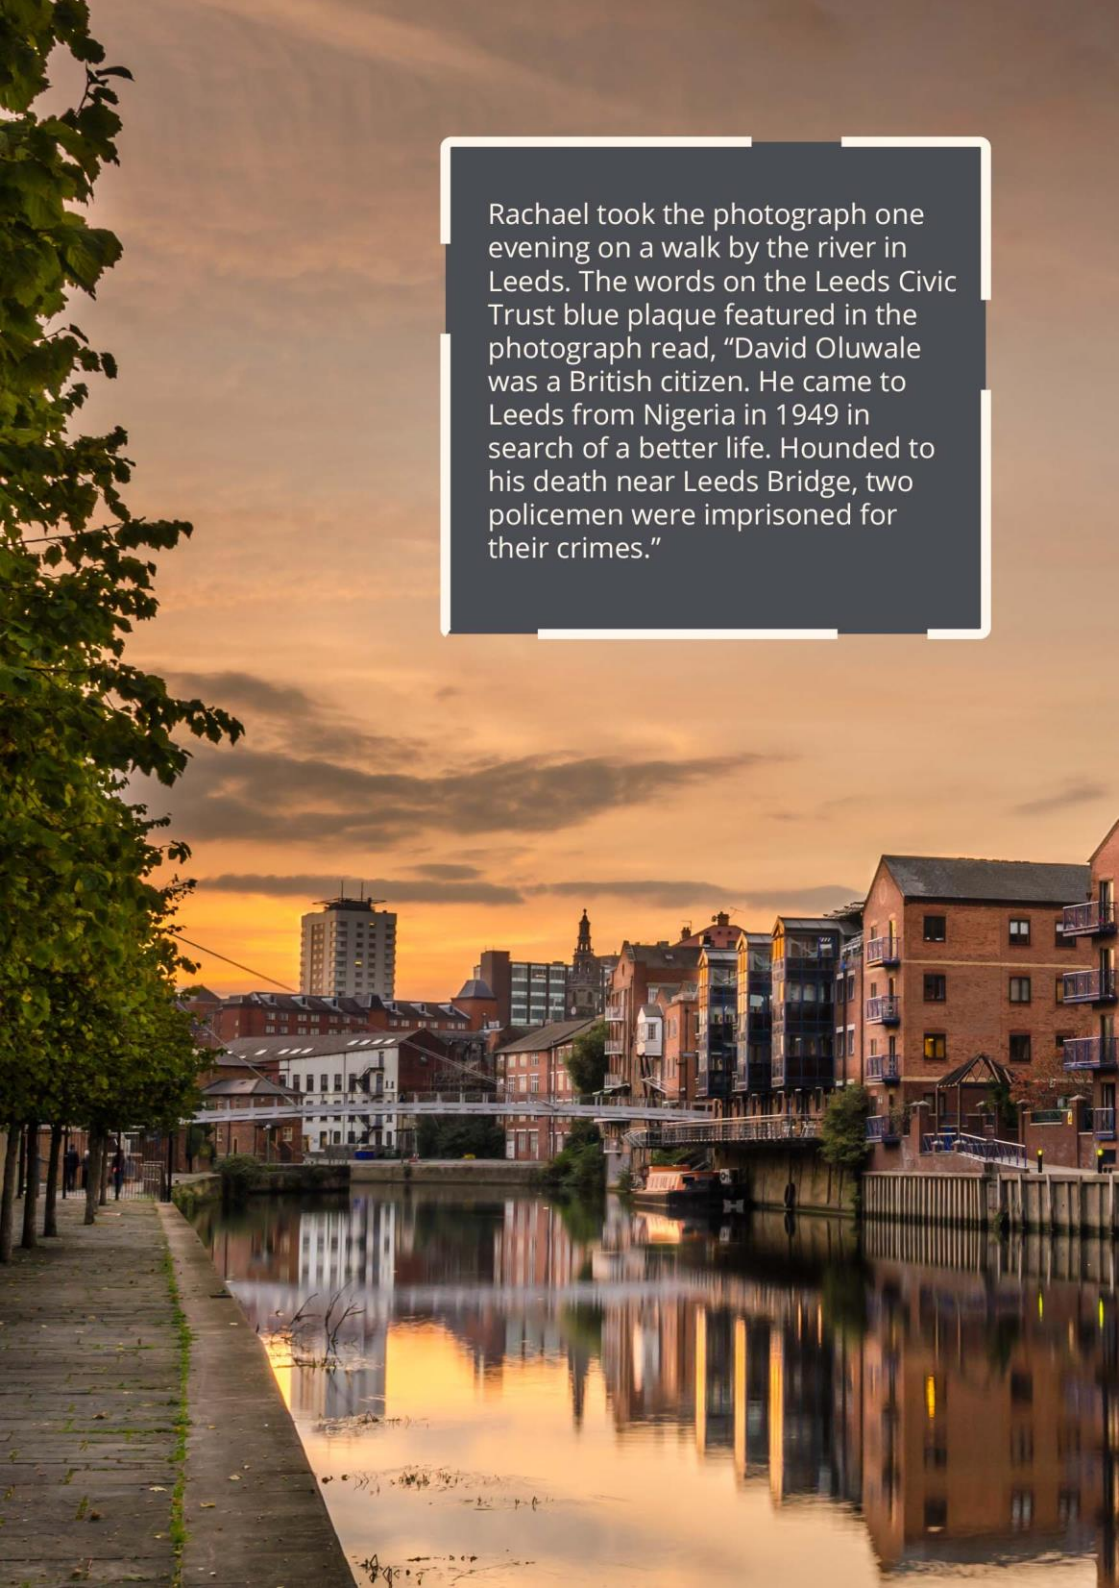 Rachael took the photograph one
evening on a walk by the river in
Leeds. The words on the Leeds Civic
Trust blue plaque featured in the
photograph read, “David Oluwale
was a British citizen. He came to
Leeds from Nigeria in 1949 in
search of a better life. Hounded to
his death near Leeds Bridge, two
policemen were imprisoned for
their crimes.”